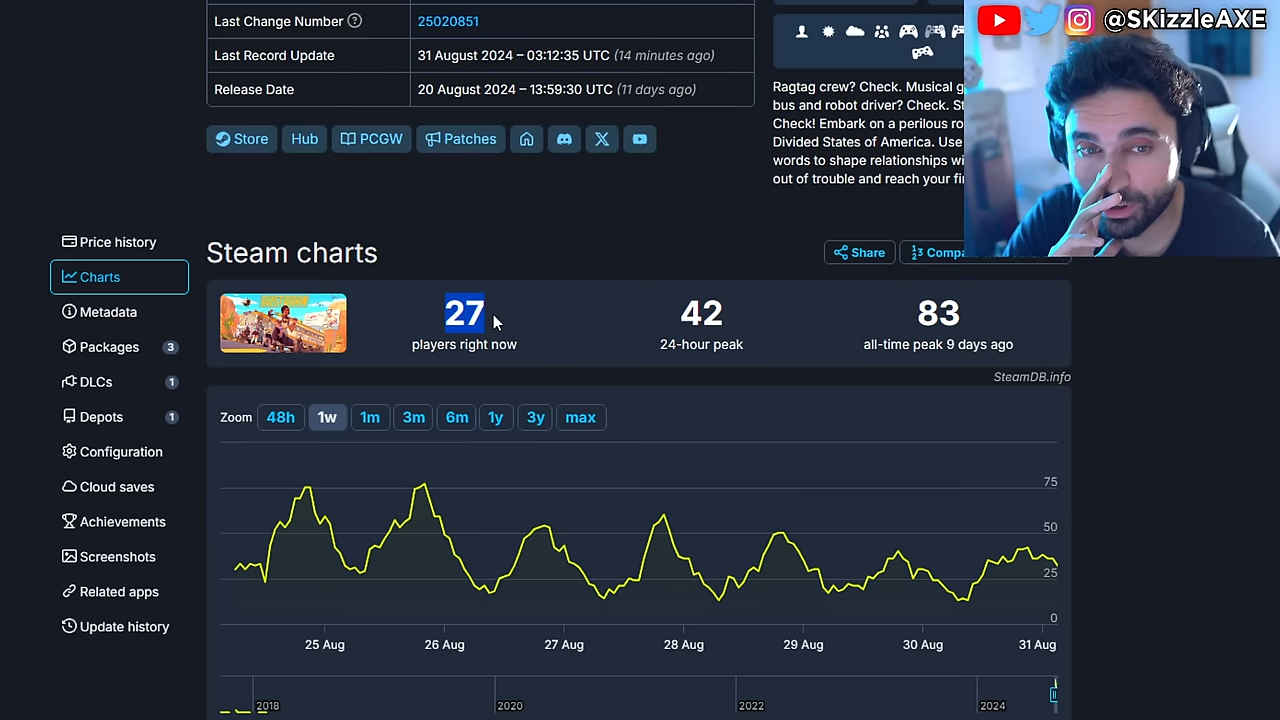 @SKizzleAXE
Last Change Number ? 25020851
Last Record Update 31 August 2024 – 03:12:35 UTC (14 minutes ago)
Release Date 20 August 2024 – 13:59:30 UTC (11 days ago)
Store Hub PCGW Patches
Ragtag crew? Check. Musical g
bus and robot driver? Check. St
Check! Embark on a perilous ro
Divided States of America. Use
words to shape relationships wi
out of trouble and reach your fi
Price history
Charts
Metadata
Packages 3
DLCs 1
Depots 1
Configuration
Cloud saves
Achievements
Screenshots
Related apps
Update history
Steam charts
Share
Compa
27
players right now
42
24-hour peak
83
all-time peak 9 days ago
SteamDB.info
Zoom 48h 1w 1m 3m 6m 1y 3y max
75
50
25
0
25 Aug 26 Aug 27 Aug 28 Aug 29 Aug 30 Aug 31 Aug
2018 2020 2022 2024